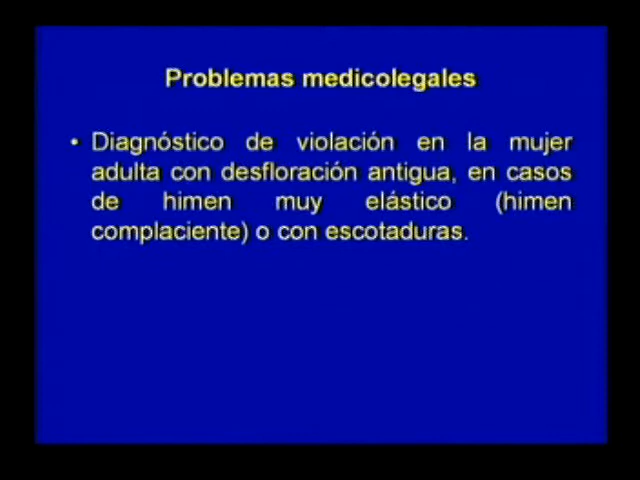 Problemas medicolegales
• Diagnóstico de violación en la mujer
adulta con desfloración antigua, en casos
de himen muy elástico (himen
complaciente) o con escotaduras.